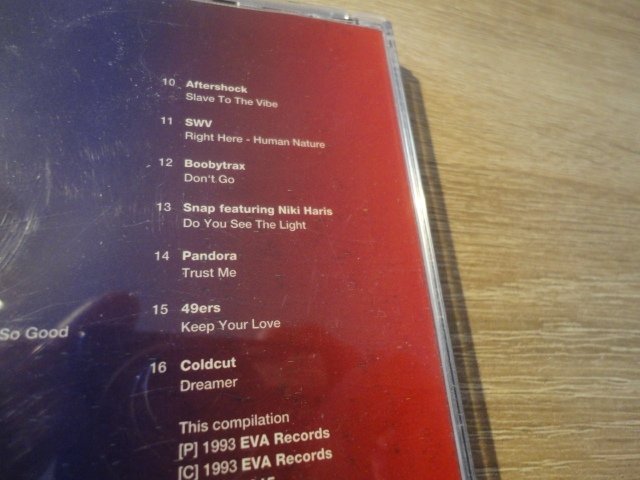 10 Aftershock
Slave To The Vibe
11 SWV
Right Here - Human Nature
12 Boobytrax
Don't Go
13 Snap featuring Niki Haris
Do You See The Light
14 Pandora
Trust Me
So Good
15 49ers
Keep Your Love
16 Coldcut
Dreamer
This compilation
[P] 1993 EVA Records
[C] 1993 EVA Records